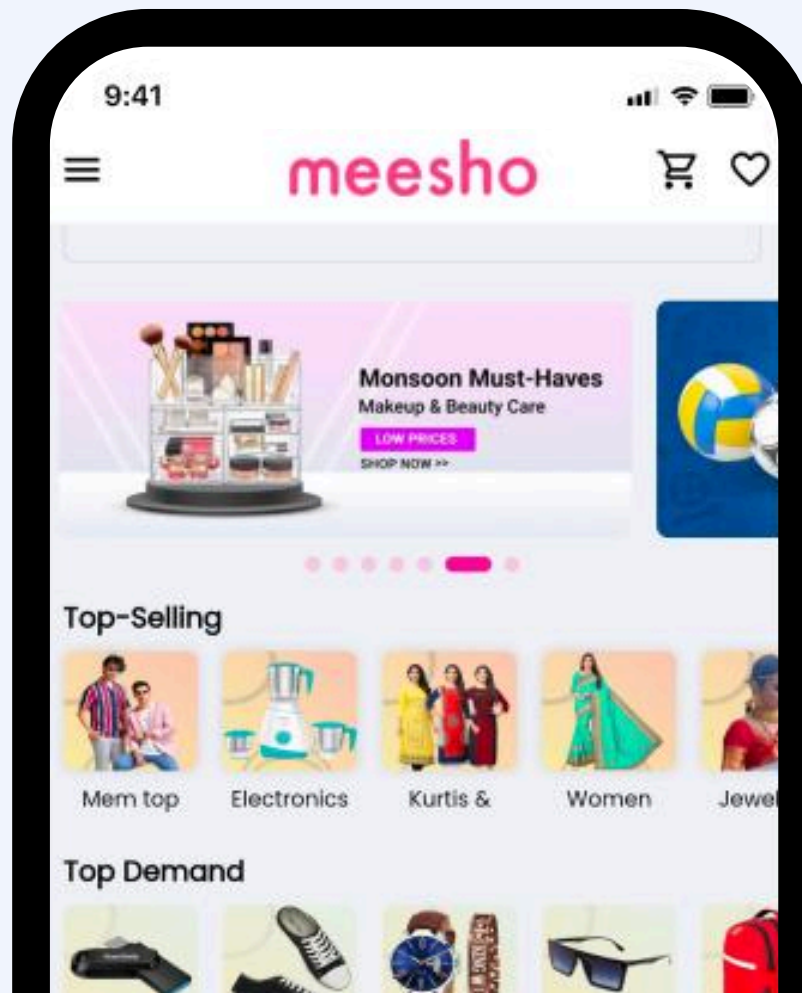 9:41
meesho
Monsoon Must-Haves
Makeup & Beauty Care
LOW PRICES
SHOP NOW >>
Top-Selling
Mem top
Electronics
Kurtis &
Women
Jewel
Top Demand